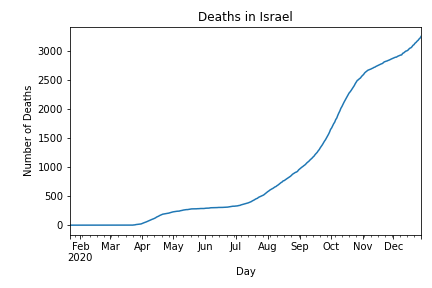 Deaths in Israel
Number of Deaths
3000
2500
2000
1500
1000
500
0
Feb Mar Apr May Jun Jul Aug Sep Oct Nov Dec
2020
Day